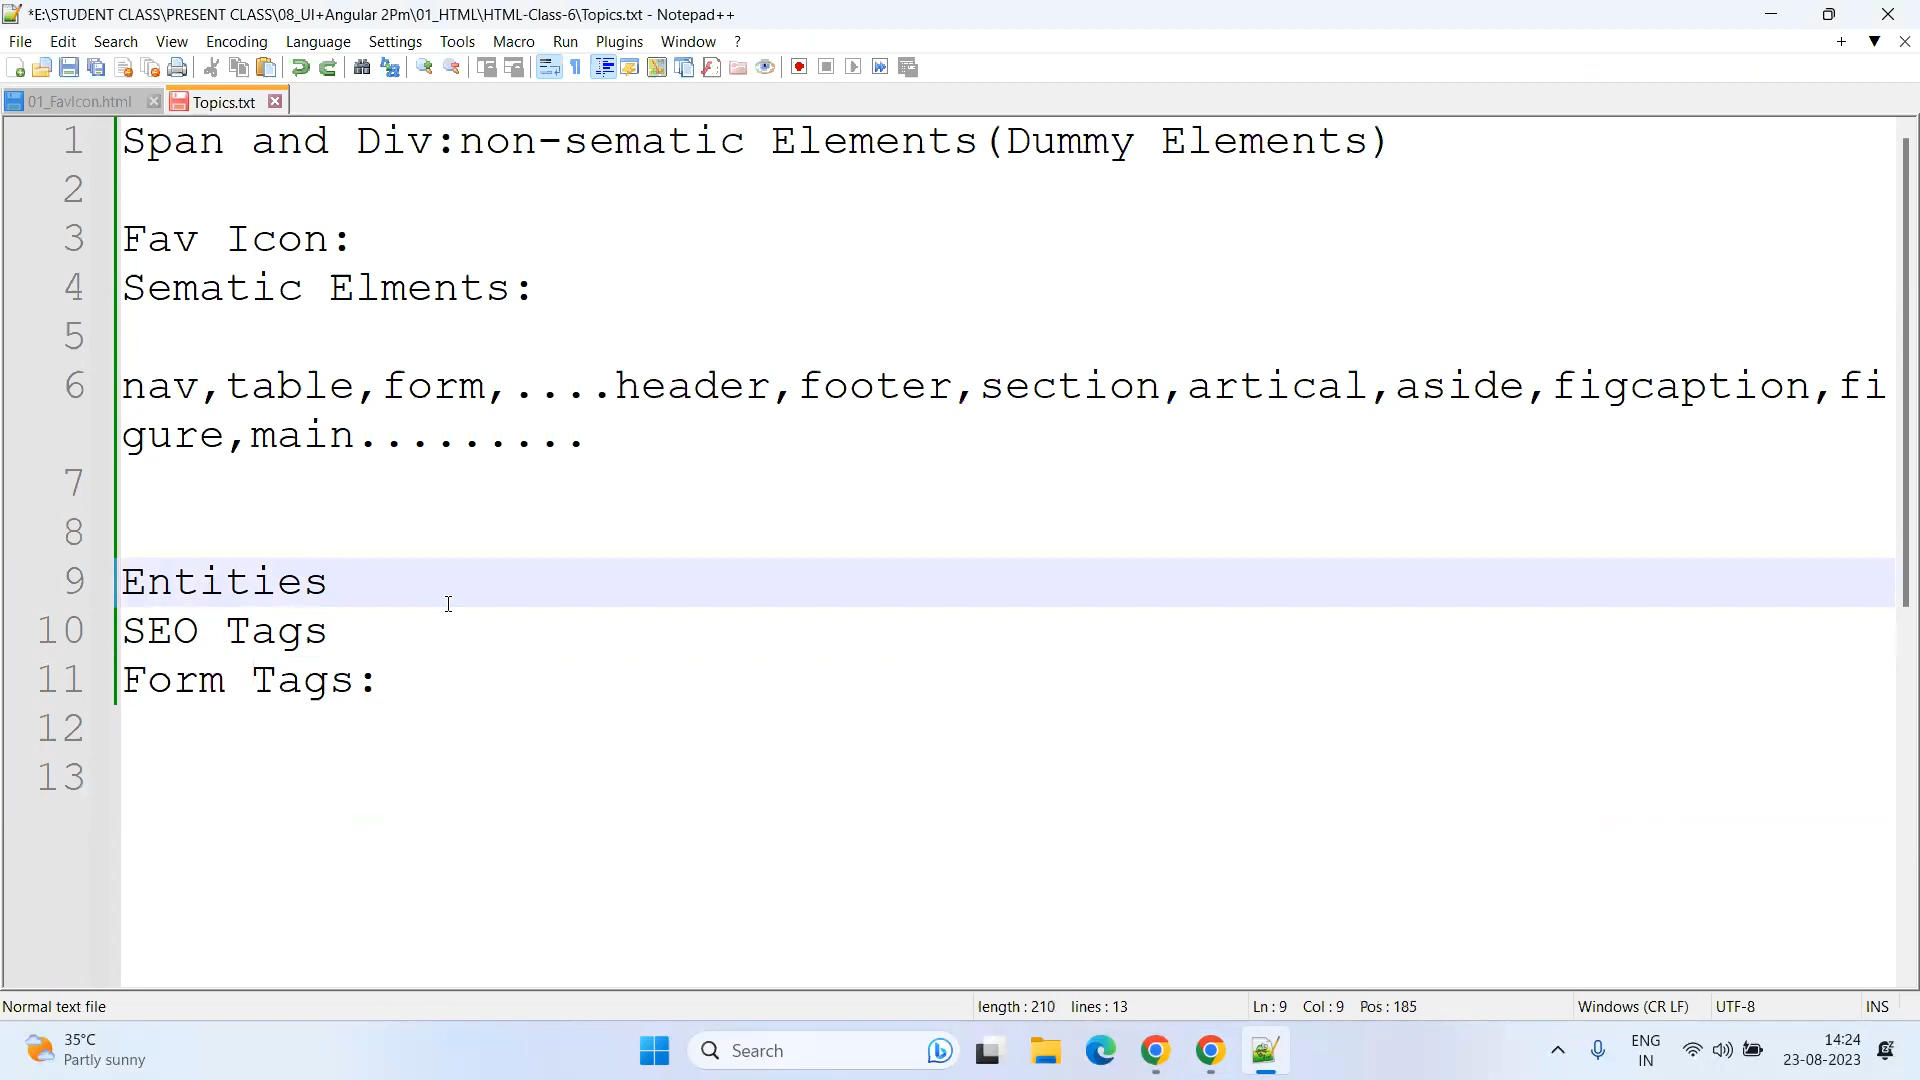 *E:\STUDENT CLASS\PRESENT CLASS\08_UI+Angular 2Pm\01_HTML\HTML-Class-6\Topics.txt - Notepad++
File Edit Search View Encoding Language Settings Tools Macro Run Plugins Window ?
01_FavIcon.html Topics.txt
1 Span and Div:non-sematic Elements(Dummy Elements)
2
3 Fav Icon:
4 Sematic Elments:
5
6 nav,table,form,....header,footer,section,artical,aside,figcaption,fi
gure,main.........
7
8
9 Entities
10 SEO Tags
11 Form Tags:
12
13
Normal text file length : 210 lines : 13 Ln : 9 Col : 9 Pos : 185 Windows (CR LF) UTF-8 INS
35°C
Partly sunny
Search
ENG
IN
14:24
23-08-2023